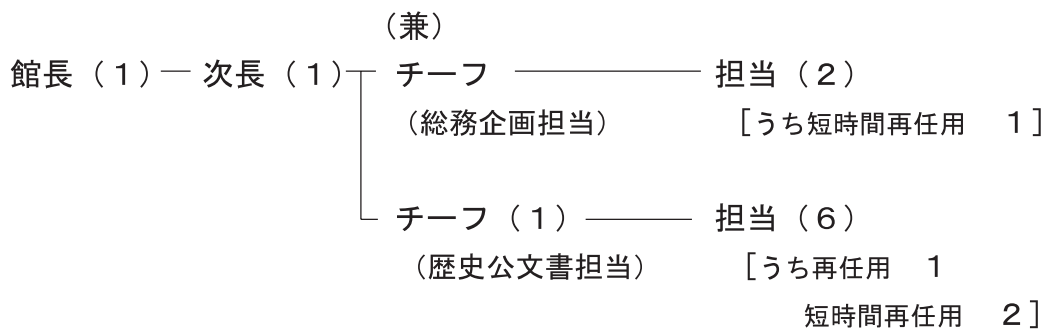 （兼）
館長（１） 次長（１） チーフ 担当（２）
（総務企画担当） ［うち短時間再任用 １］
チーフ（１） 担当（６）
（歴史公文書担当） ［うち再任用 １
短時間再任用 ２］